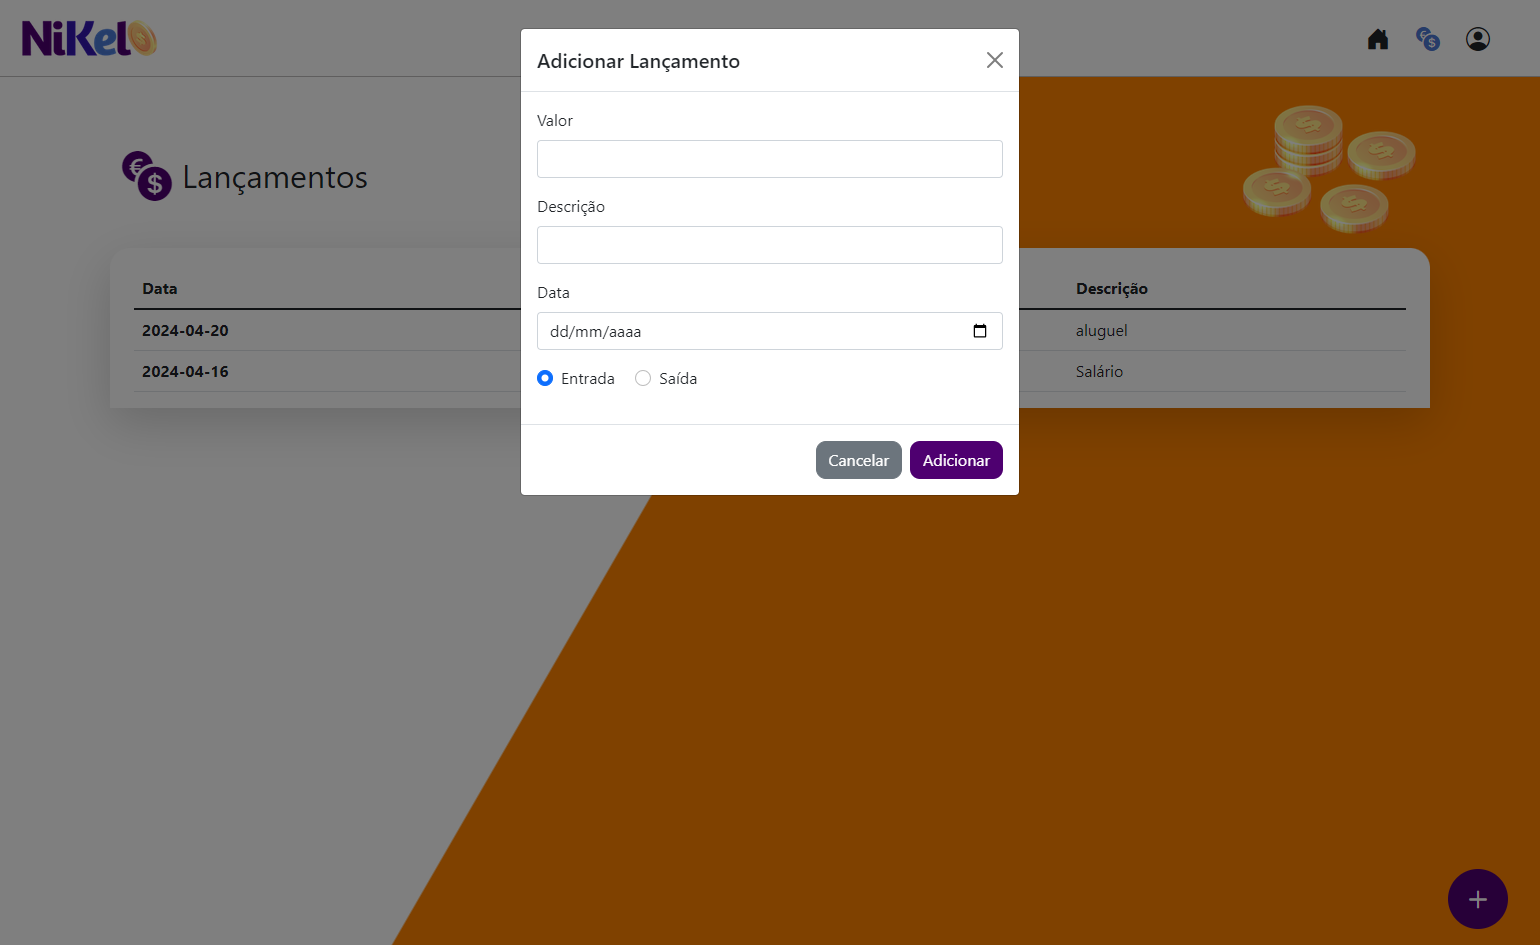 NiKel
Adicionar Lançamento
Valor
Descrição
Data
dd/mm/aaaa
Entrada
Saída
Cancelar
Adicionar
€
$
Lançamentos
Data
Descrição
2024-04-20
aluguel
2024-04-16
Salário